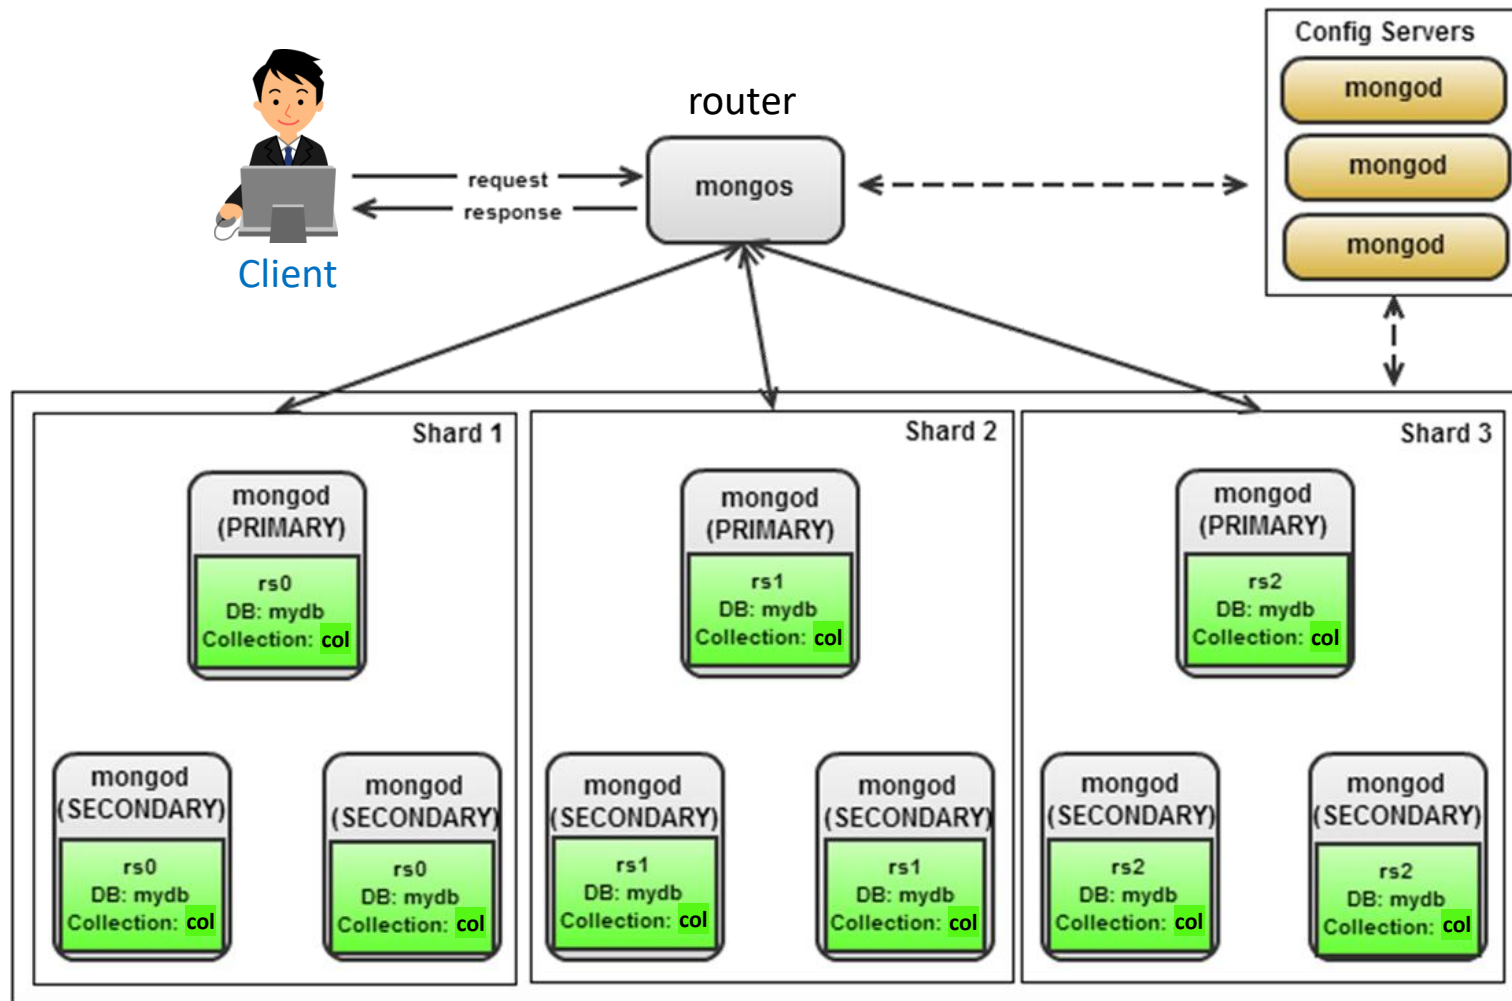 Config Servers
mongod
mongod
mongod
router
mongos
request
response
Client
Shard 1
mongod
(PRIMARY)
rs0
DB: mydb
Collection: col
mongod
(SECONDARY)
rs0
DB: mydb
Collection: col
mongod
(SECONDARY)
rs0
DB: mydb
Collection: col
Shard 2
mongod
(PRIMARY)
rs1
DB: mydb
Collection: col
mongod
(SECONDARY)
rs1
DB: mydb
Collection: col
mongod
(SECONDARY)
rs1
DB: mydb
Collection: col
Shard 3
mongod
(PRIMARY)
rs2
DB: mydb
Collection: col
mongod
(SECONDARY)
rs2
DB: mydb
Collection: col
mongod
(SECONDARY)
rs2
DB: mydb
Collection: col